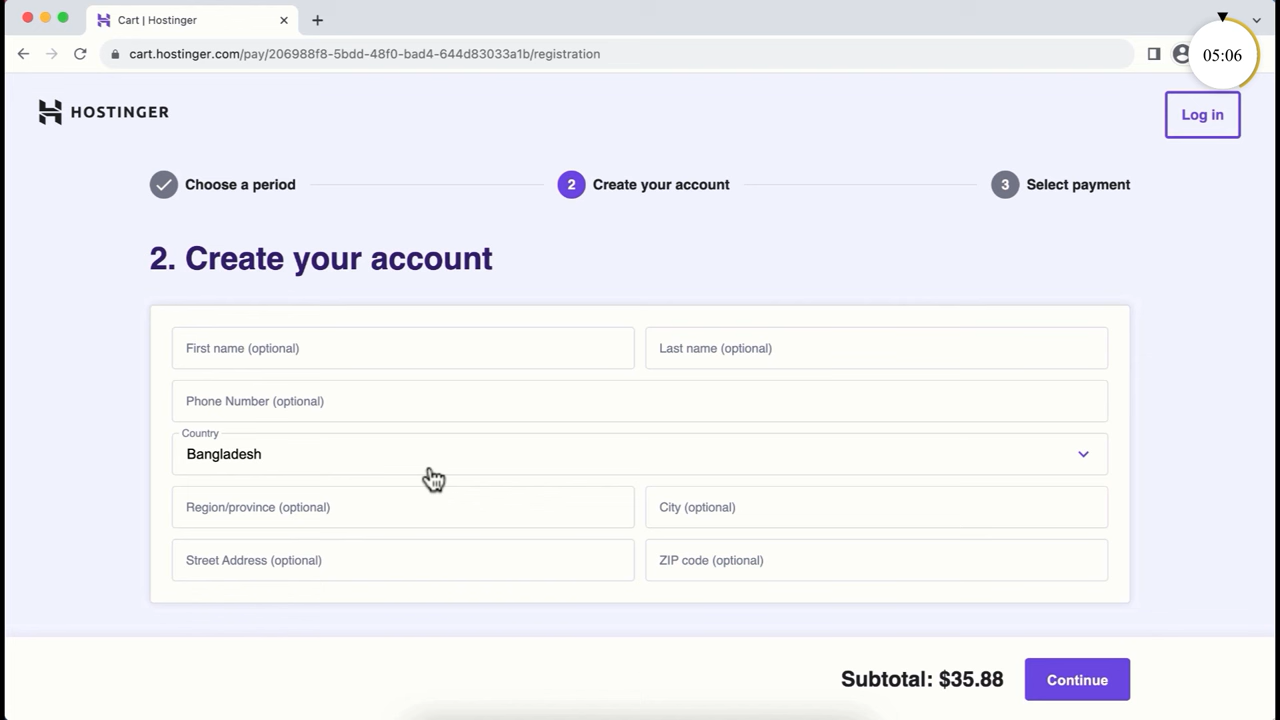 Cart | Hostinger
cart.hostinger.com/pay/206988f8-5bdd-48f0-bad4-644d83033a1b/registration
05:06
HOSTINGER
Log in
Choose a period
2 Create your account
3 Select payment
2. Create your account
First name (optional)
Last name (optional)
Phone Number (optional)
Country
Bangladesh
Region/province (optional)
City (optional)
Street Address (optional)
ZIP code (optional)
Subtotal: $35.88
Continue